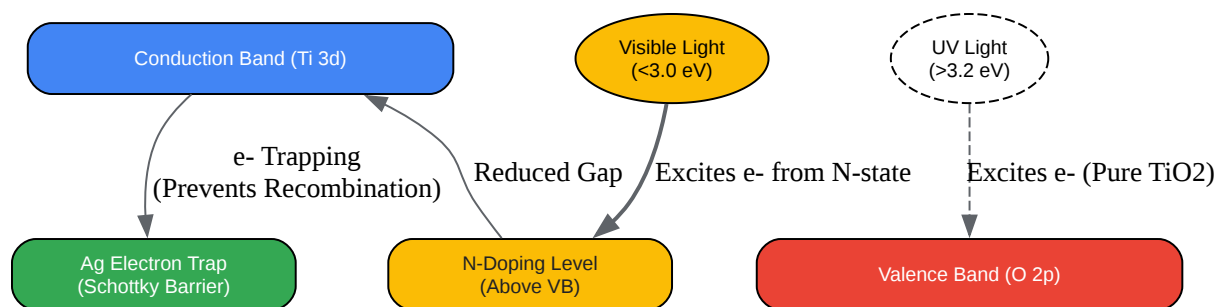 Conduction Band (Ti 3d)
Visible Light
(<3.0 eV)
UV Light
(>3.2 eV)
e- Trapping
(Prevents Recombination)
Reduced Gap
Excites e- from N-state
Excites e- (Pure TiO2)
Ag Electron Trap
(Schottky Barrier)
N-Doping Level
(Above VB)
Valence Band (O 2p)